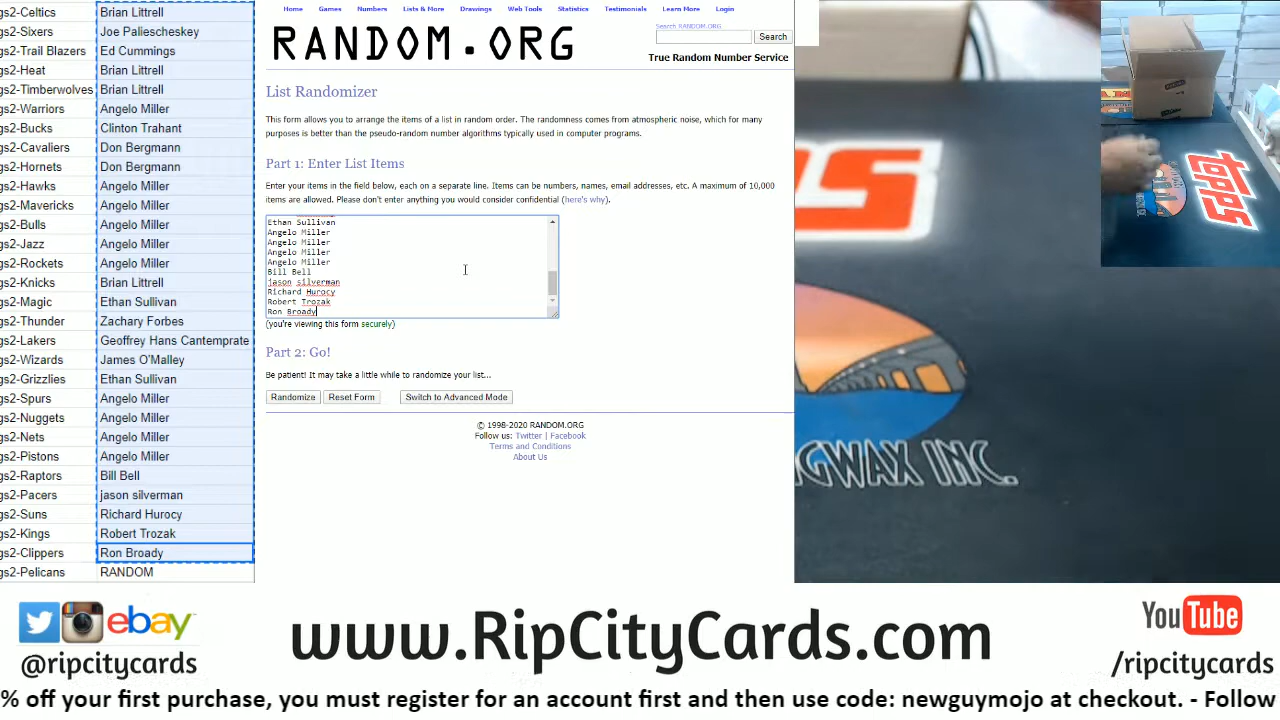 gs2-Celtics Brian Littrell
gs2-Sixers Joe Paliescheskey
gs2-Trail Blazers Ed Cummings
gs2-Heat Brian Littrell
gs2-Timberwolves Brian Littrell
gs2-Warriors Angelo Miller
gs2-Bucks Clinton Trahant
gs2-Cavaliers Don Bergmann
gs2-Hornets Don Bergmann
gs2-Hawks Angelo Miller
gs2-Mavericks Angelo Miller
gs2-Bulls Angelo Miller
gs2-Jazz Angelo Miller
gs2-Rockets Angelo Miller
gs2-Knicks Brian Littrell
gs2-Magic Ethan Sullivan
gs2-Thunder Zachary Forbes
gs2-Lakers Geoffrey Hans Cantemprate
gs2-Wizards James O'Malley
gs2-Grizzlies Ethan Sullivan
gs2-Spurs Angelo Miller
gs2-Nuggets Angelo Miller
gs2-Nets Angelo Miller
gs2-Pistons Angelo Miller
gs2-Raptors Bill Bell
gs2-Pacers jason silverman
gs2-Suns Richard Hurocy
gs2-Kings Robert Trozak
gs2-Clippers Ron Broady
gs2-Pelicans RANDOM
Home Games Numbers Lists & More Drawings Web Tools Statistics Testimonials Learn More Login
RANDOM.ORG
Search RANDOM.ORG
Search
True Random Number Service
List Randomizer
This form allows you to arrange the items of a list in random order. The randomness comes from atmospheric noise, which for many
purposes is better than the pseudo-random number algorithms typically used in computer programs.
Part 1: Enter List Items
Enter your items in the field below, each on a separate line. Items can be numbers, names, email addresses, etc. A maximum of 10,000
items are allowed. Please don't enter anything you would consider confidential (here's why).
Ethan Sullivan
Angelo Miller
Angelo Miller
Angelo Miller
Angelo Miller
Bill Bell
jason silverman
Richard Hurocy
Robert Trozak
Ron Broady
(you're viewing this form securely)
Part 2: Go!
Be patient! It may take a little while to randomize your list...
Randomize Reset Form Switch to Advanced Mode
© 1998-2020 RANDOM.ORG
Follow us: Twitter | Facebook
Terms and Conditions
About Us
PS
GWAX INC.
topps
ebay
@ripcitycards
www.RipCityCards.com
YouTube
/ripcitycards
% off your first purchase, you must register for an account first and then use code: newguymojo at checkout. - Follow